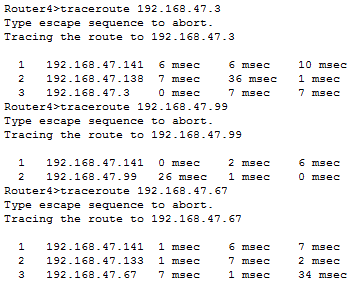 Router4>traceroute 192.168.47.3
Type escape sequence to abort.
Tracing the route to 192.168.47.3
1 192.168.47.141 6 msec 6 msec 10 msec
2 192.168.47.138 7 msec 36 msec 1 msec
3 192.168.47.3 0 msec 7 msec 7 msec
Router4>traceroute 192.168.47.99
Type escape sequence to abort.
Tracing the route to 192.168.47.99
1 192.168.47.141 0 msec 2 msec 6 msec
2 192.168.47.99 26 msec 1 msec 0 msec
Router4>traceroute 192.168.47.67
Type escape sequence to abort.
Tracing the route to 192.168.47.67
1 192.168.47.141 1 msec 6 msec 7 msec
2 192.168.47.133 1 msec 7 msec 2 msec
3 192.168.47.67 7 msec 1 msec 34 msec